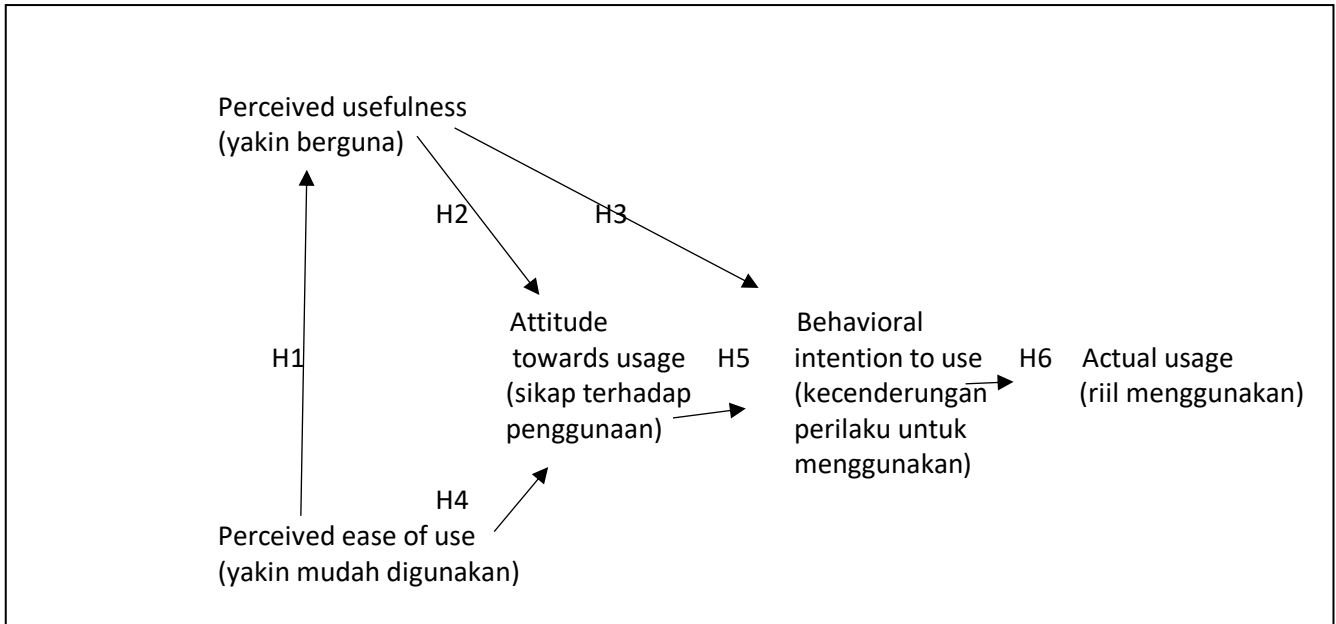 Perceived usefulness
(yakin berguna)
H2
H3
H1
Attitude
towards usage
(sikap terhadap
penggunaan)
H5
Behavioral
intention to use
(kecenderungan
perilaku untuk
menggunakan)
H6
Actual usage
(riil menggunakan)
H4
Perceived ease of use
(yakin mudah digunakan)